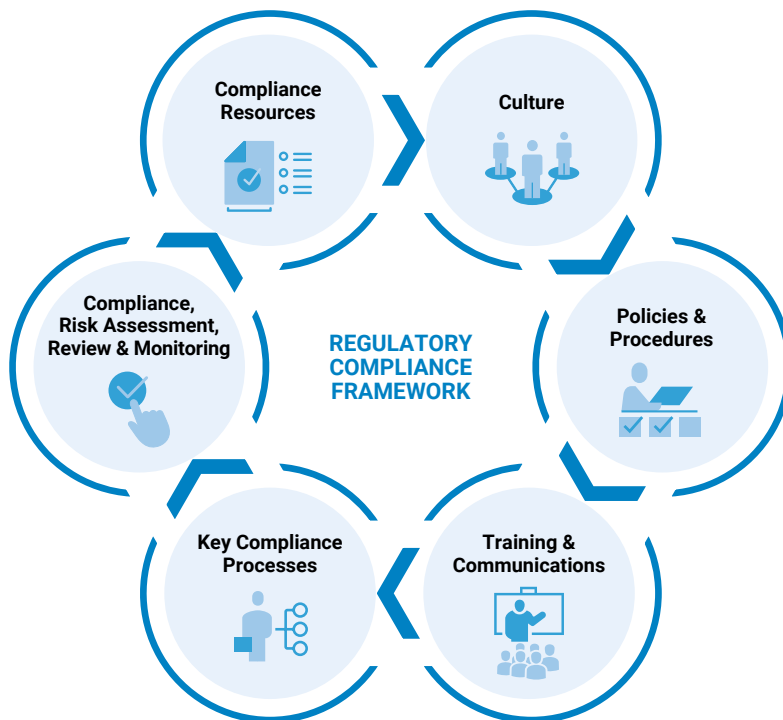 Compliance
Resources
Culture
Policies &
Procedures
Training &
Communications
Key Compliance
Processes
Compliance,
Risk Assessment,
Review & Monitoring
REGULATORY
COMPLIANCE
FRAMEWORK